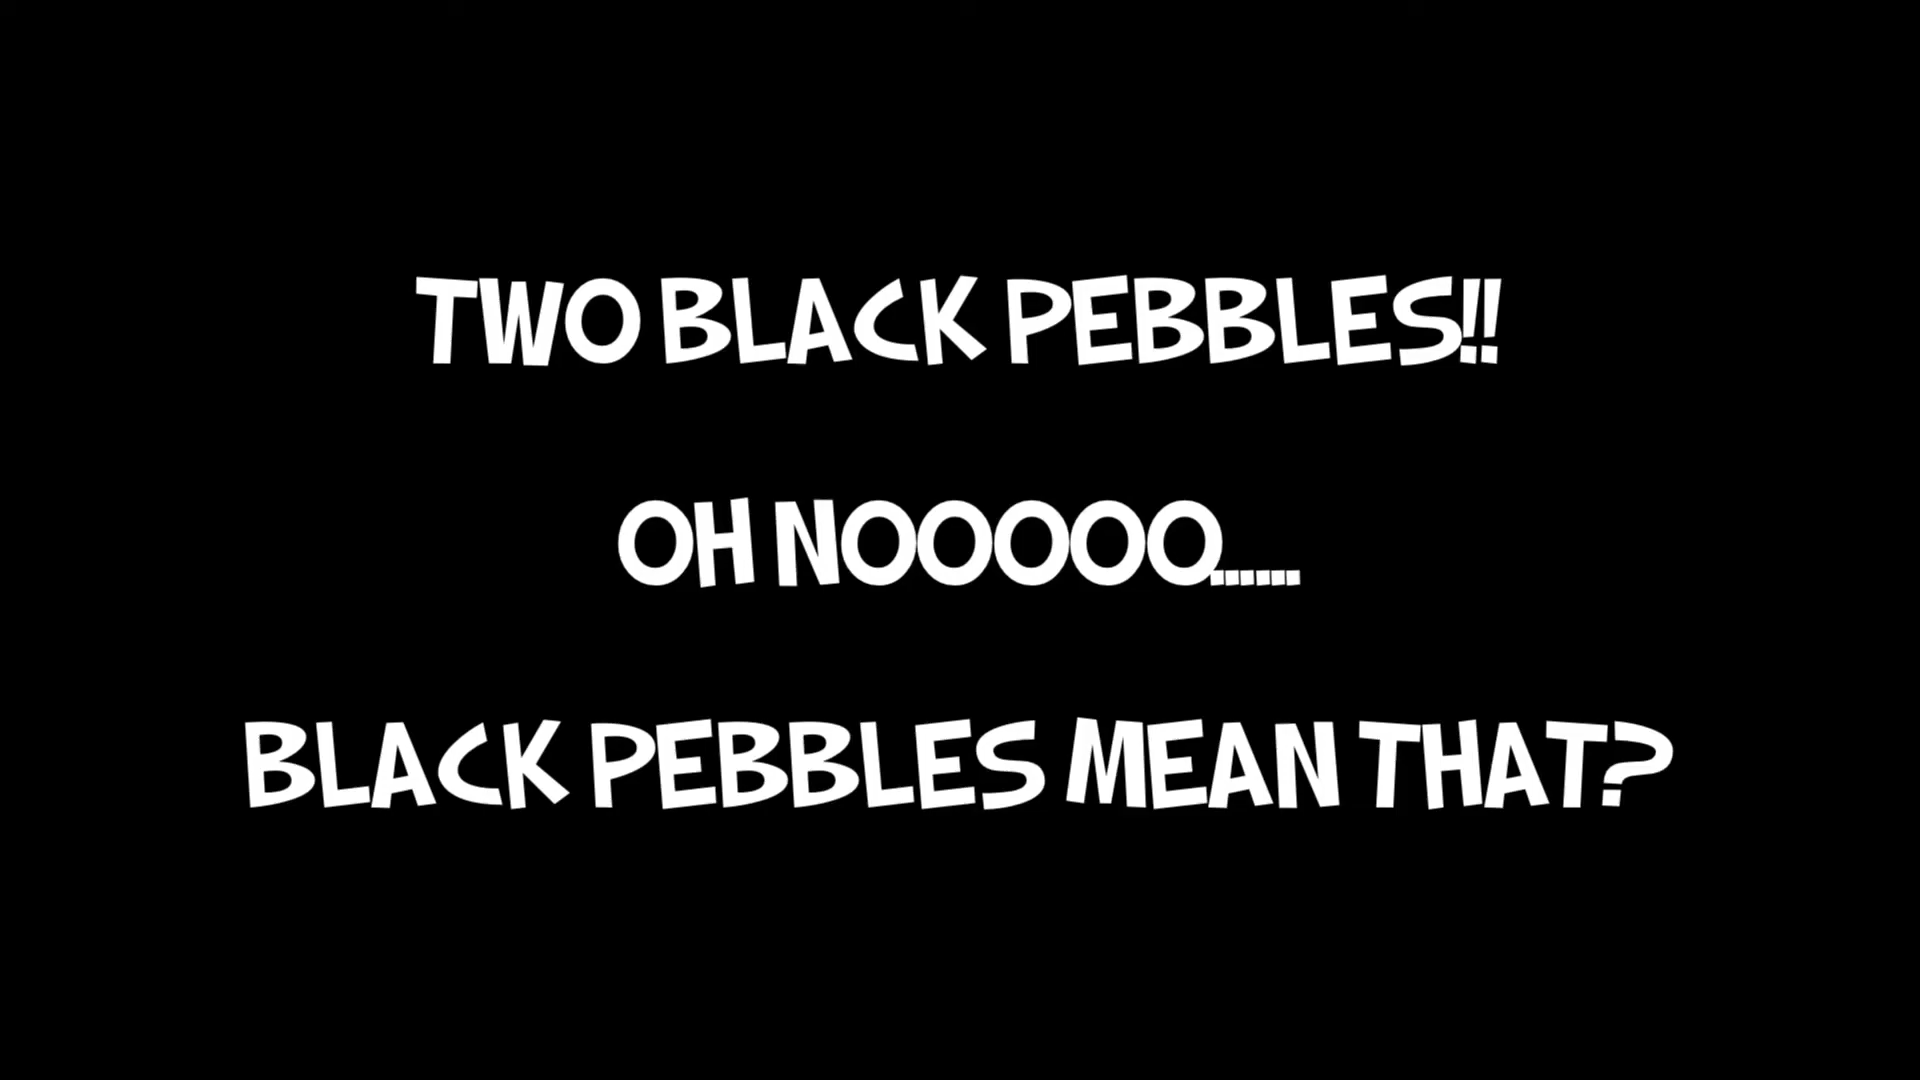 TWO BLACK PEBBLES!!
OH NOOOOO......
BLACK PEBBLES MEAN THAT?